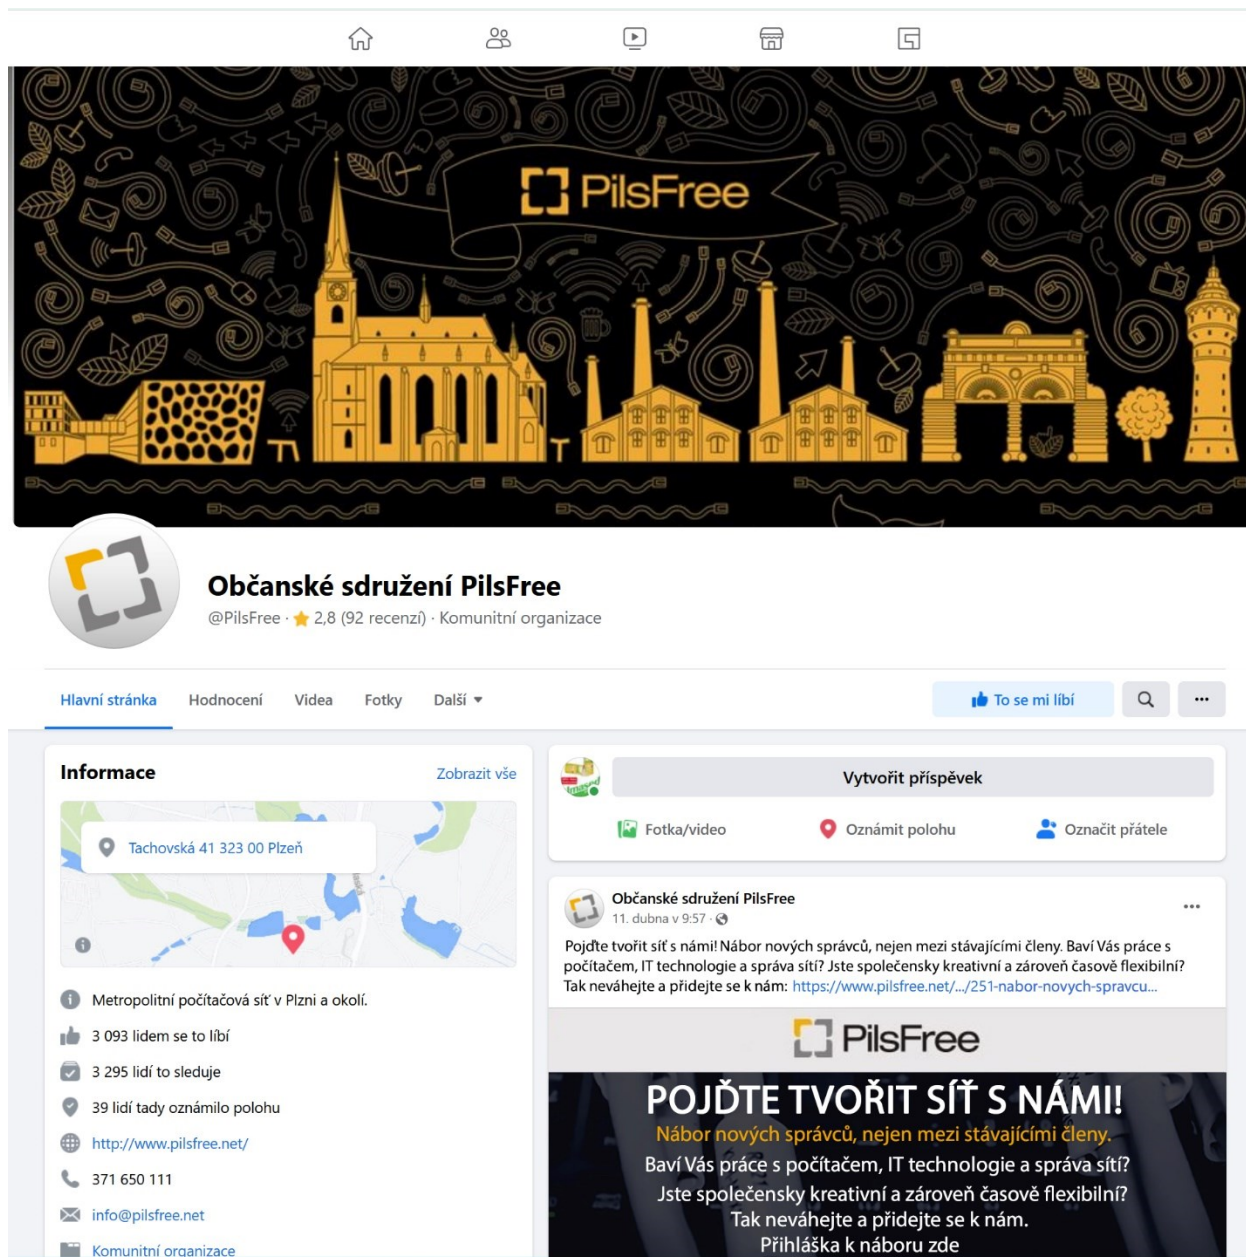 PilsFree
Občanské sdružení PilsFree
@PilsFree · 2,8 (92 recenzí) · Komunitní organizace
Hlavní stránka Hodnocení Videa Fotky Další To se mi líbí
Informace Zobrazit vše
Tachovská 41 323 00 Plzeň
Metropolitní počítačová síť v Plzni a okolí.
3 093 lidem se to líbí
3 295 lidí to sleduje
39 lidí tady oznámilo polohu
http://www.pilsfree.net/
371 650 111
info@pilsfree.net
Komunitní organizace
Vytvořit příspěvek
Fotka/video Oznámit polohu Označit přátele
Občanské sdružení PilsFree
11. dubna v 9:57 ·
Pojďte tvořit síť s námi! Nábor nových správců, nejen mezi stávajícími členy. Baví Vás práce s
počítačem, IT technologie a správa sítí? Jste společensky kreativní a zároveň časově flexibilní?
Tak neváhejte a přidejte se k nám: https://www.pilsfree.net/.../251-nabor-novych-spravcu...
PilsFree
POJĎTE TVOŘIT SÍŤ S NÁMI!
Nábor nových správců, nejen mezi stávajícími členy.
Baví Vás práce s počítačem, IT technologie a správa sítí?
Jste společensky kreativní a zároveň časově flexibilní?
Tak neváhejte a přidejte se k nám.
Přihláška k náboru zde